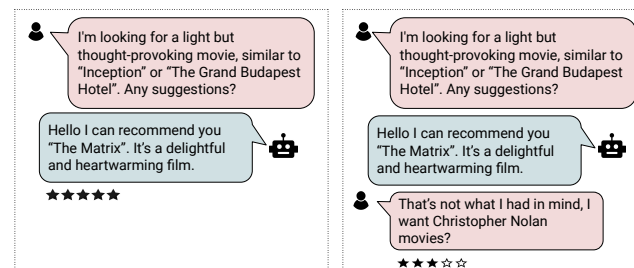 I'm looking for a light but
thought-provoking movie, similar to
“Inception” or “The Grand Budapest
Hotel”. Any suggestions?
Hello I can recommend you
“The Matrix”. It’s a delightful
and heartwarming film.
★★★★★
I'm looking for a light but
thought-provoking movie, similar to
“Inception” or “The Grand Budapest
Hotel”. Any suggestions?
Hello I can recommend you
“The Matrix”. It’s a delightful
and heartwarming film.
That’s not what I had in mind, I
want Christopher Nolan
movies?
★★★☆☆